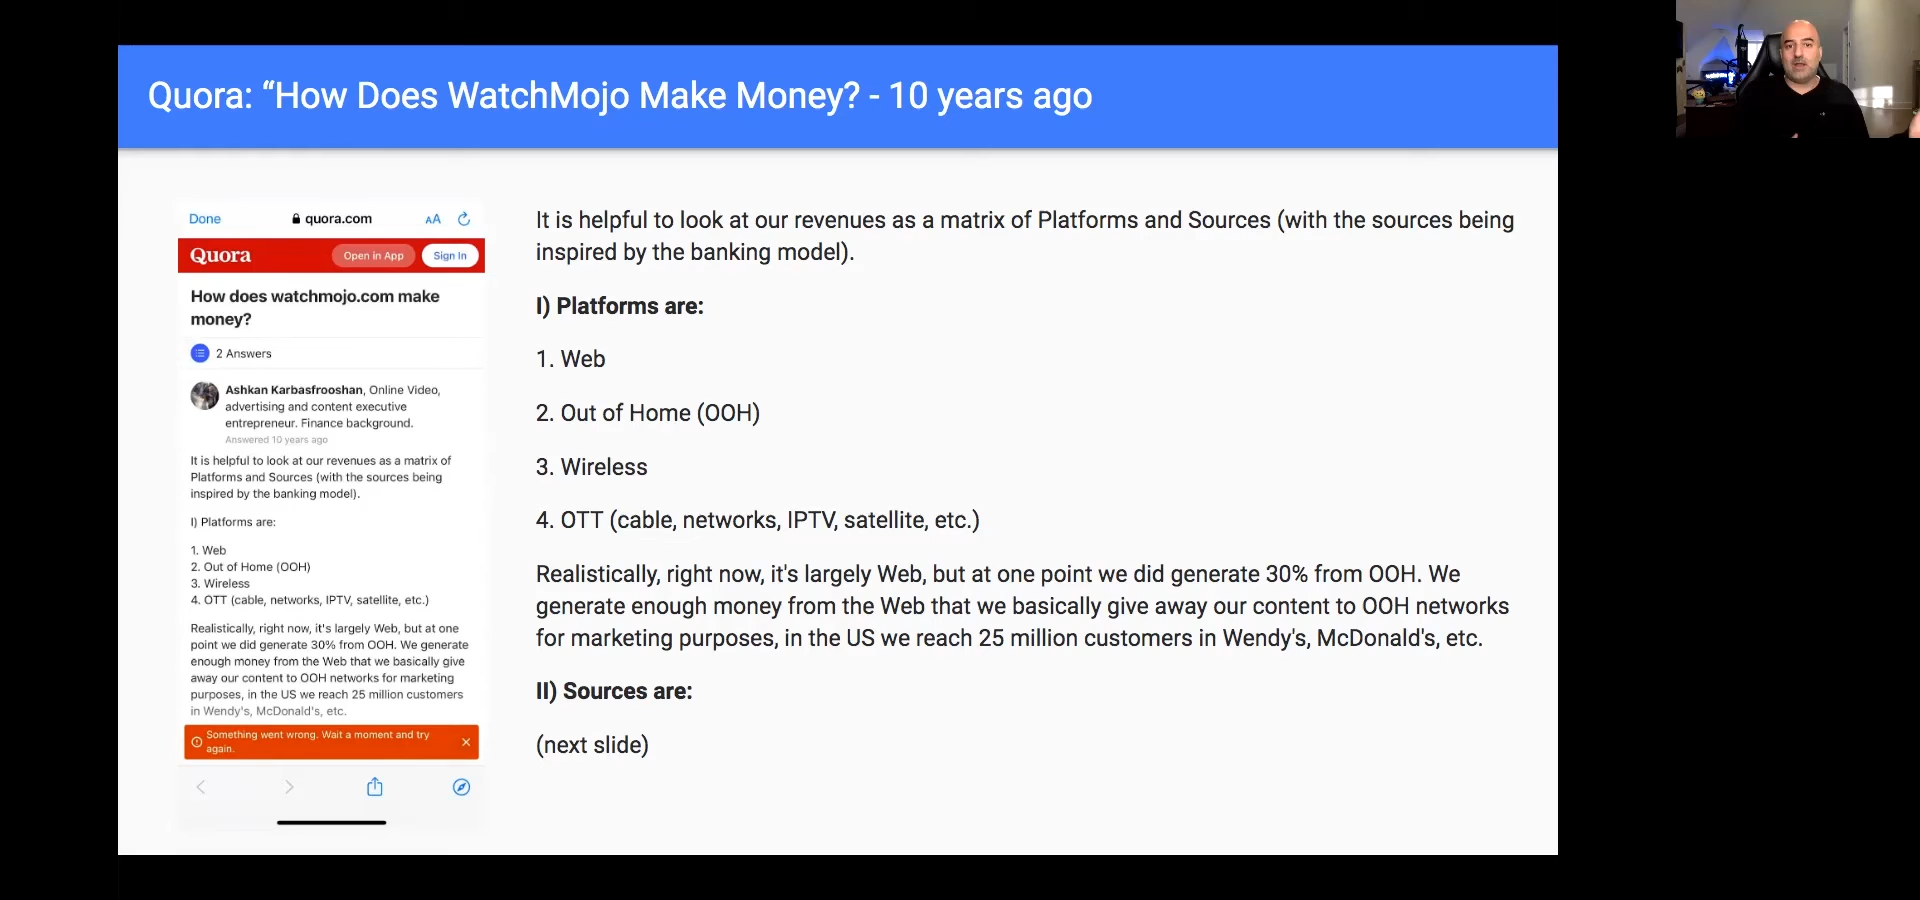 Quora: “How Does WatchMojo Make Money? - 10 years ago
Done
quora.com
AA
Quora
Open in App
Sign In
How does watchmojo.com make
money?
2 Answers
Ashkan Karbasfrooshan, Online Video,
advertising and content executive
entrepreneur. Finance background.
Answered 10 years ago
It is helpful to look at our revenues as a matrix of
Platforms and Sources (with the sources being
inspired by the banking model).
I) Platforms are:
1. Web
2. Out of Home (OOH)
3. Wireless
4. OTT (cable, networks, IPTV, satellite, etc.)
Realistically, right now, it's largely Web, but at one
point we did generate 30% from OOH. We generate
enough money from the Web that we basically give
away our content to OOH networks for marketing
purposes, in the US we reach 25 million customers
in Wendy's, McDonald's, etc.
Something went wrong. Wait a moment and try
again.
It is helpful to look at our revenues as a matrix of Platforms and Sources (with the sources being
inspired by the banking model).
I) Platforms are:
1. Web
2. Out of Home (OOH)
3. Wireless
4. OTT (cable, networks, IPTV, satellite, etc.)
Realistically, right now, it's largely Web, but at one point we did generate 30% from OOH. We
generate enough money from the Web that we basically give away our content to OOH networks
for marketing purposes, in the US we reach 25 million customers in Wendy's, McDonald's, etc.
II) Sources are:
(next slide)